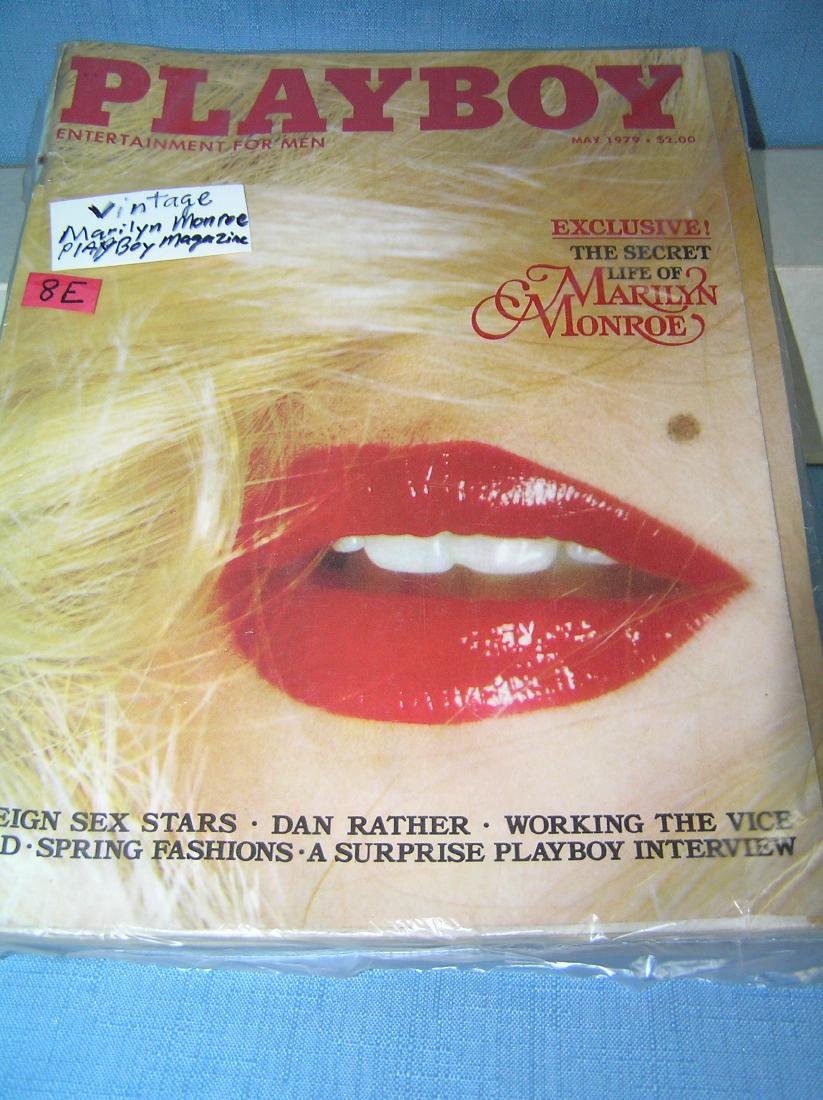 PLAYBOY
ENTERTAINMENT FOR MEN
MAY 1979 • $2.00
Vintage
Marilyn Monroe
PlAYBoy Magazine
8E
EXCLUSIVE!
THE SECRET
LIFE OF
MARILYN
MONROE
EIGN SEX STARS · DAN RATHER · WORKING THE VICE
D · SPRING FASHIONS · A SURPRISE PLAYBOY INTERVIEW